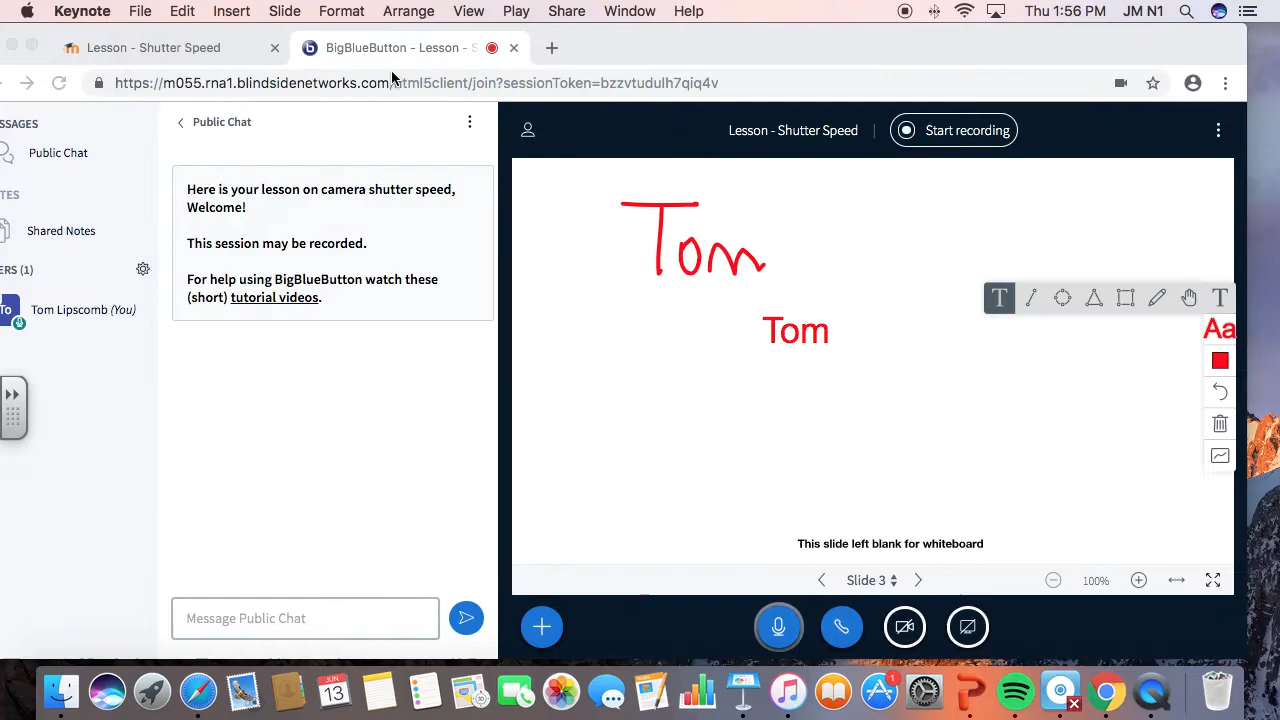 Keynote File Edit Insert Slide Format Arrange View Play Share Window Help Thu 1:56 PM JM N1
Lesson - Shutter Speed
BigBlueButton - Lesson - S
https://m055.rna1.blindsidenetworks.com/html5client/join?sessionToken=bzzvtudulh7qiq4v
SSAGES
Public Chat
TES
Shared Notes
ERS (1)
To
Tom Lipscomb (You)
Public Chat
Here is your lesson on camera shutter speed,
Welcome!
This session may be recorded.
For help using BigBlueButton watch these
(short) tutorial videos.
Message Public Chat
Lesson - Shutter Speed
Start recording
Tom
Tom
T
T
Aa
This slide left blank for whiteboard
Slide 3
100%
JUN
13
30
1